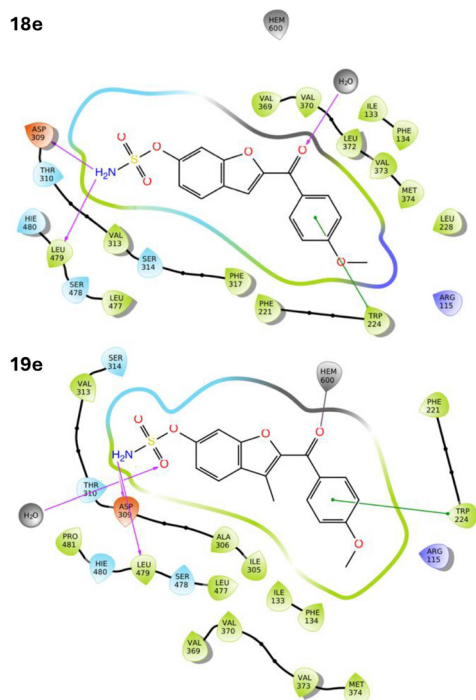 18e
HEM
600
H₂O
VAL
369
VAL
370
ILE
133
PHE
134
LEU
372
VAL
373
MET
374
LEU
228
ARG
115
ASP
309
THR
310
HIE
480
LEU
479
SER
478
LEU
477
VAL
313
SER
314
PHE
317
PHE
221
TRP
224
H₂N
S
O
O
O
O
O
O
19e
SER
314
VAL
313
HEM
600
PHE
221
TRP
224
ARG
115
H₂O
THR
310
ASP
309
PRO
481
HIE
480
LEU
479
SER
478
LEU
477
ALA
306
ILE
305
ILE
133
PHE
134
VAL
369
VAL
370
VAL
373
MET
374
H₂N
S
O
O
O
O
O
O